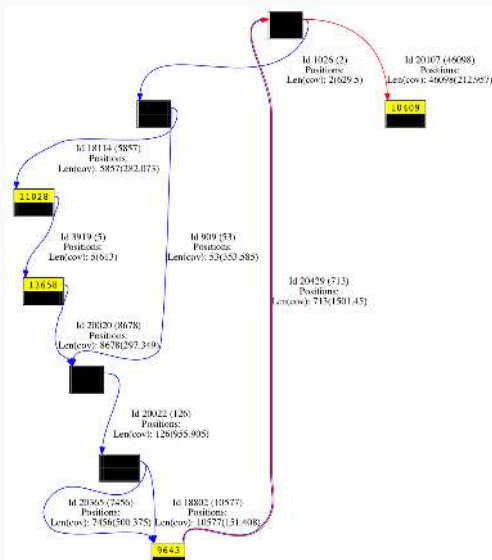 Id 1026 (2)
Positions:
Len(cov): 2(629.5)
Id 20107 (46098)
Positions:
Len(cov): 46098(212.957)
10409
Id 18114 (5857)
Positions:
Len(cov): 5857(282.073)
11028
Id 3919 (5)
Positions:
Len(cov): 5(613)
Id 909 (53)
Positions:
Len(cov): 53(353.585)
Id 20429 (713)
Positions:
Len(cov): 713(1501.45)
13658
Id 20020 (8678)
Positions:
Len(cov): 8678(297.349)
Id 20022 (126)
Positions:
Len(cov): 126(955.905)
Id 20365 (7456)
Positions:
Len(cov): 7456(500.375)
Id 18802 (10577)
Positions:
Len(cov): 10577(151.408)
9643